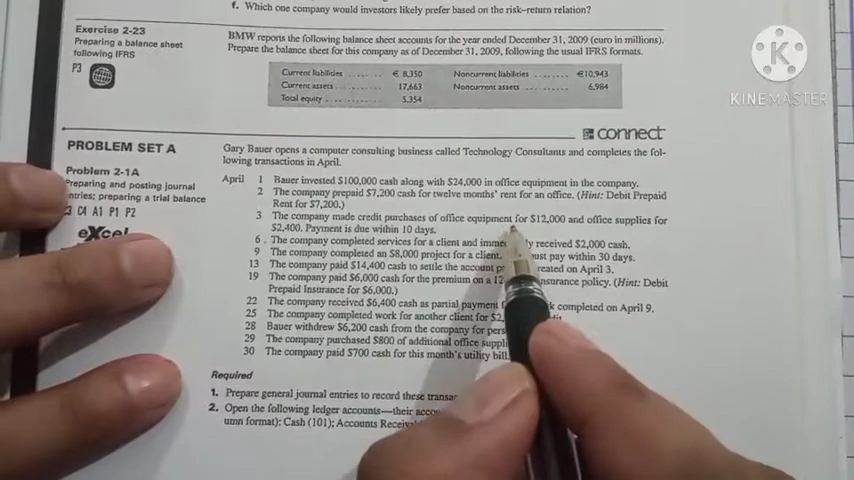 f. Which one company would investors likely prefer based on the risk–return relation?
Exercise 2-23
Preparing a balance sheet
following IFRS
P3
BMW reports the following balance sheet accounts for the year ended December 31, 2009 (euro in millions).
Prepare the balance sheet for this company as of December 31, 2009, following the usual IFRS formats.
Current liabilities ........ € 8,350 Noncurrent liabilities ........ €10,943
Current assets ........ 17,663 Noncurrent assets ........ 6,984
Total equity ........ 5,354
KINEMASTER
connect
PROBLEM SET A
Problem 2-1A
Preparing and posting journal
entries; preparing a trial balance
C4 A1 P1 P2
eXcel
Gary Bauer opens a computer consulting business called Technology Consultants and completes the fol-
lowing transactions in April.
April 1 Bauer invested $100,000 cash along with $24,000 in office equipment in the company.
2 The company prepaid $7,200 cash for twelve months' rent for an office. (Hint: Debit Prepaid
Rent for $7,200.)
3 The company made credit purchases of office equipment for $12,000 and office supplies for
$2,400. Payment is due within 10 days.
6 The company completed services for a client and received $2,000 cash.
9 The company completed an $8,000 project for a client, must pay within 30 days.
13 The company paid $14,400 cash to settle the account created on April 3.
19 The company paid $6,000 cash for the premium on a insurance policy. (Hint: Debit
Prepaid Insurance for $6,000.)
22 The company received $6,400 cash as partial payment completed on April 9.
25 The company completed work for another client for
28 Bauer withdrew $6,200 cash from the company for
29 The company purchased $800 of additional office
30 The company paid $700 cash for this month's utility bill
Required
1. Prepare general journal entries to record these
2. Open the following ledger accounts—their
umn format): Cash (101); Accounts